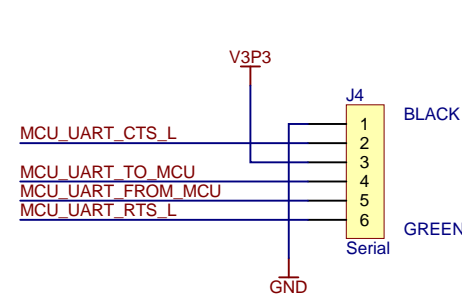 V3P3
J4
BLACK
1
MCU_UART_CTS_L
2
3
MCU_UART_TO_MCU
4
MCU_UART_FROM_MCU
5
MCU_UART_RTS_L
6
GREEN
Serial
GND